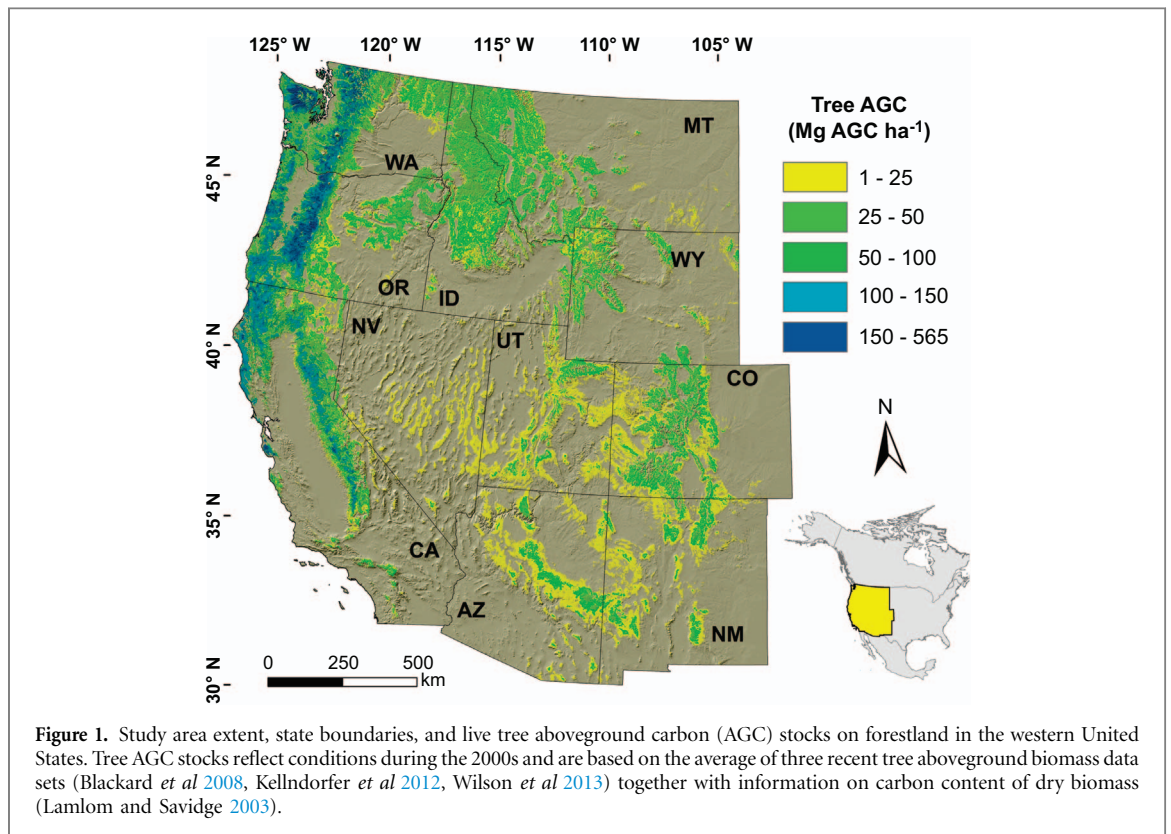 125° W 120° W 115° W 110° W 105° W
45° N
40° N
35° N
30° N
WA
MT
OR
ID
WY
NV
UT
CO
CA
AZ
NM
Tree AGC
(Mg AGC ha-1)
1 - 25
25 - 50
50 - 100
100 - 150
150 - 565
N
0 250 500
km
Figure 1. Study area extent, state boundaries, and live tree aboveground carbon (AGC) stocks on forestland in the western United
States. Tree AGC stocks reflect conditions during the 2000s and are based on the average of three recent tree aboveground biomass data
sets (Blackard et al 2008, Kellndorfer et al 2012, Wilson et al 2013) together with information on carbon content of dry biomass
(Lamlom and Savidge 2003).